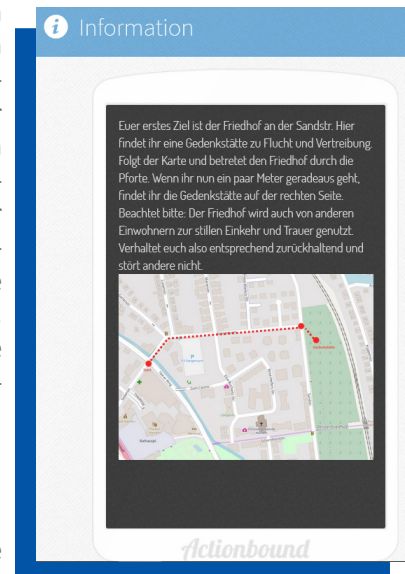 Information
Euer erstes Ziel ist der Friedhof an der Sandstr. Hier
findet ihr eine Gedenkstätte zu Flucht und Vertreibung.
Folgt der Karte und betretet den Friedhof durch die
Pforte. Wenn ihr nun ein paar Meter geradeaus geht,
findet ihr die Gedenkstätte auf der rechten Seite.
Beachtet bitte: Der Friedhof wird auch von anderen
Einwohnern zur stillen Einkehr und Trauer genutzt.
Verhaltet euch also entsprechend zurückhaltend und
stört andere nicht.
Actionbound